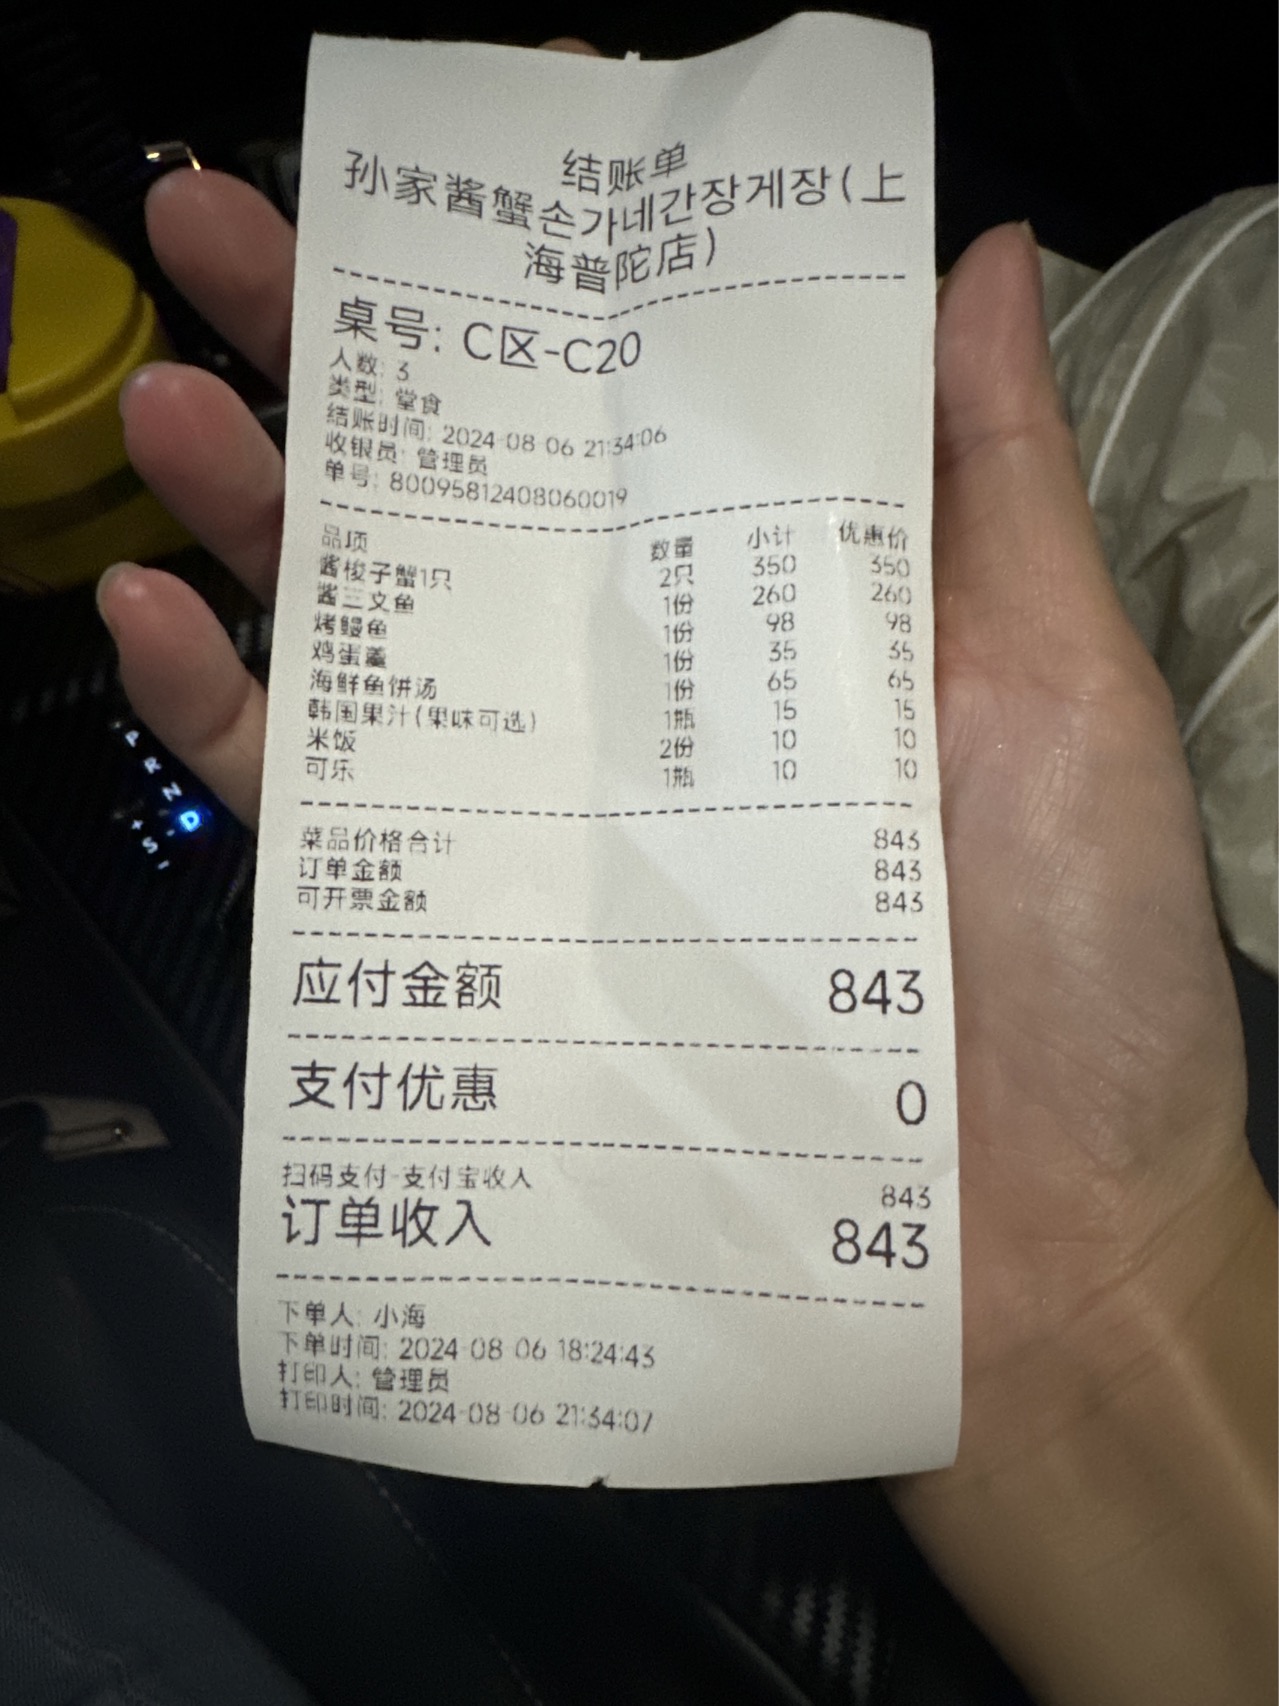 结账单
孙家酱蟹손가네간장게장(上
海普陀店)
桌号: C区-C20
人数: 3
类型: 堂食
结账时间: 2024-08-06 21:34:06
收银员: 管理员
单号: 80095812408060019
品项 数量 小计 优惠价
酱梭子蟹1只 2只 350 350
酱三文鱼 1份 260 260
烤鳗鱼 1份 98 98
鸡蛋羹 1份 35 35
海鲜鱼饼汤 1份 65 65
韩国果汁(果味可选) 1瓶 15 15
米饭 2份 10 10
可乐 1瓶 10 10
菜品价格合计 843
订单金额 843
可开票金额 843
应付金额 843
支付优惠 0
扫码支付-支付宝收入 843
订单收入 843
下单人: 小海
下单时间: 2024-08-06 18:24:43
打印人: 管理员
打印时间: 2024-08-06 21:34:07
P
R
N
D
+
S
-